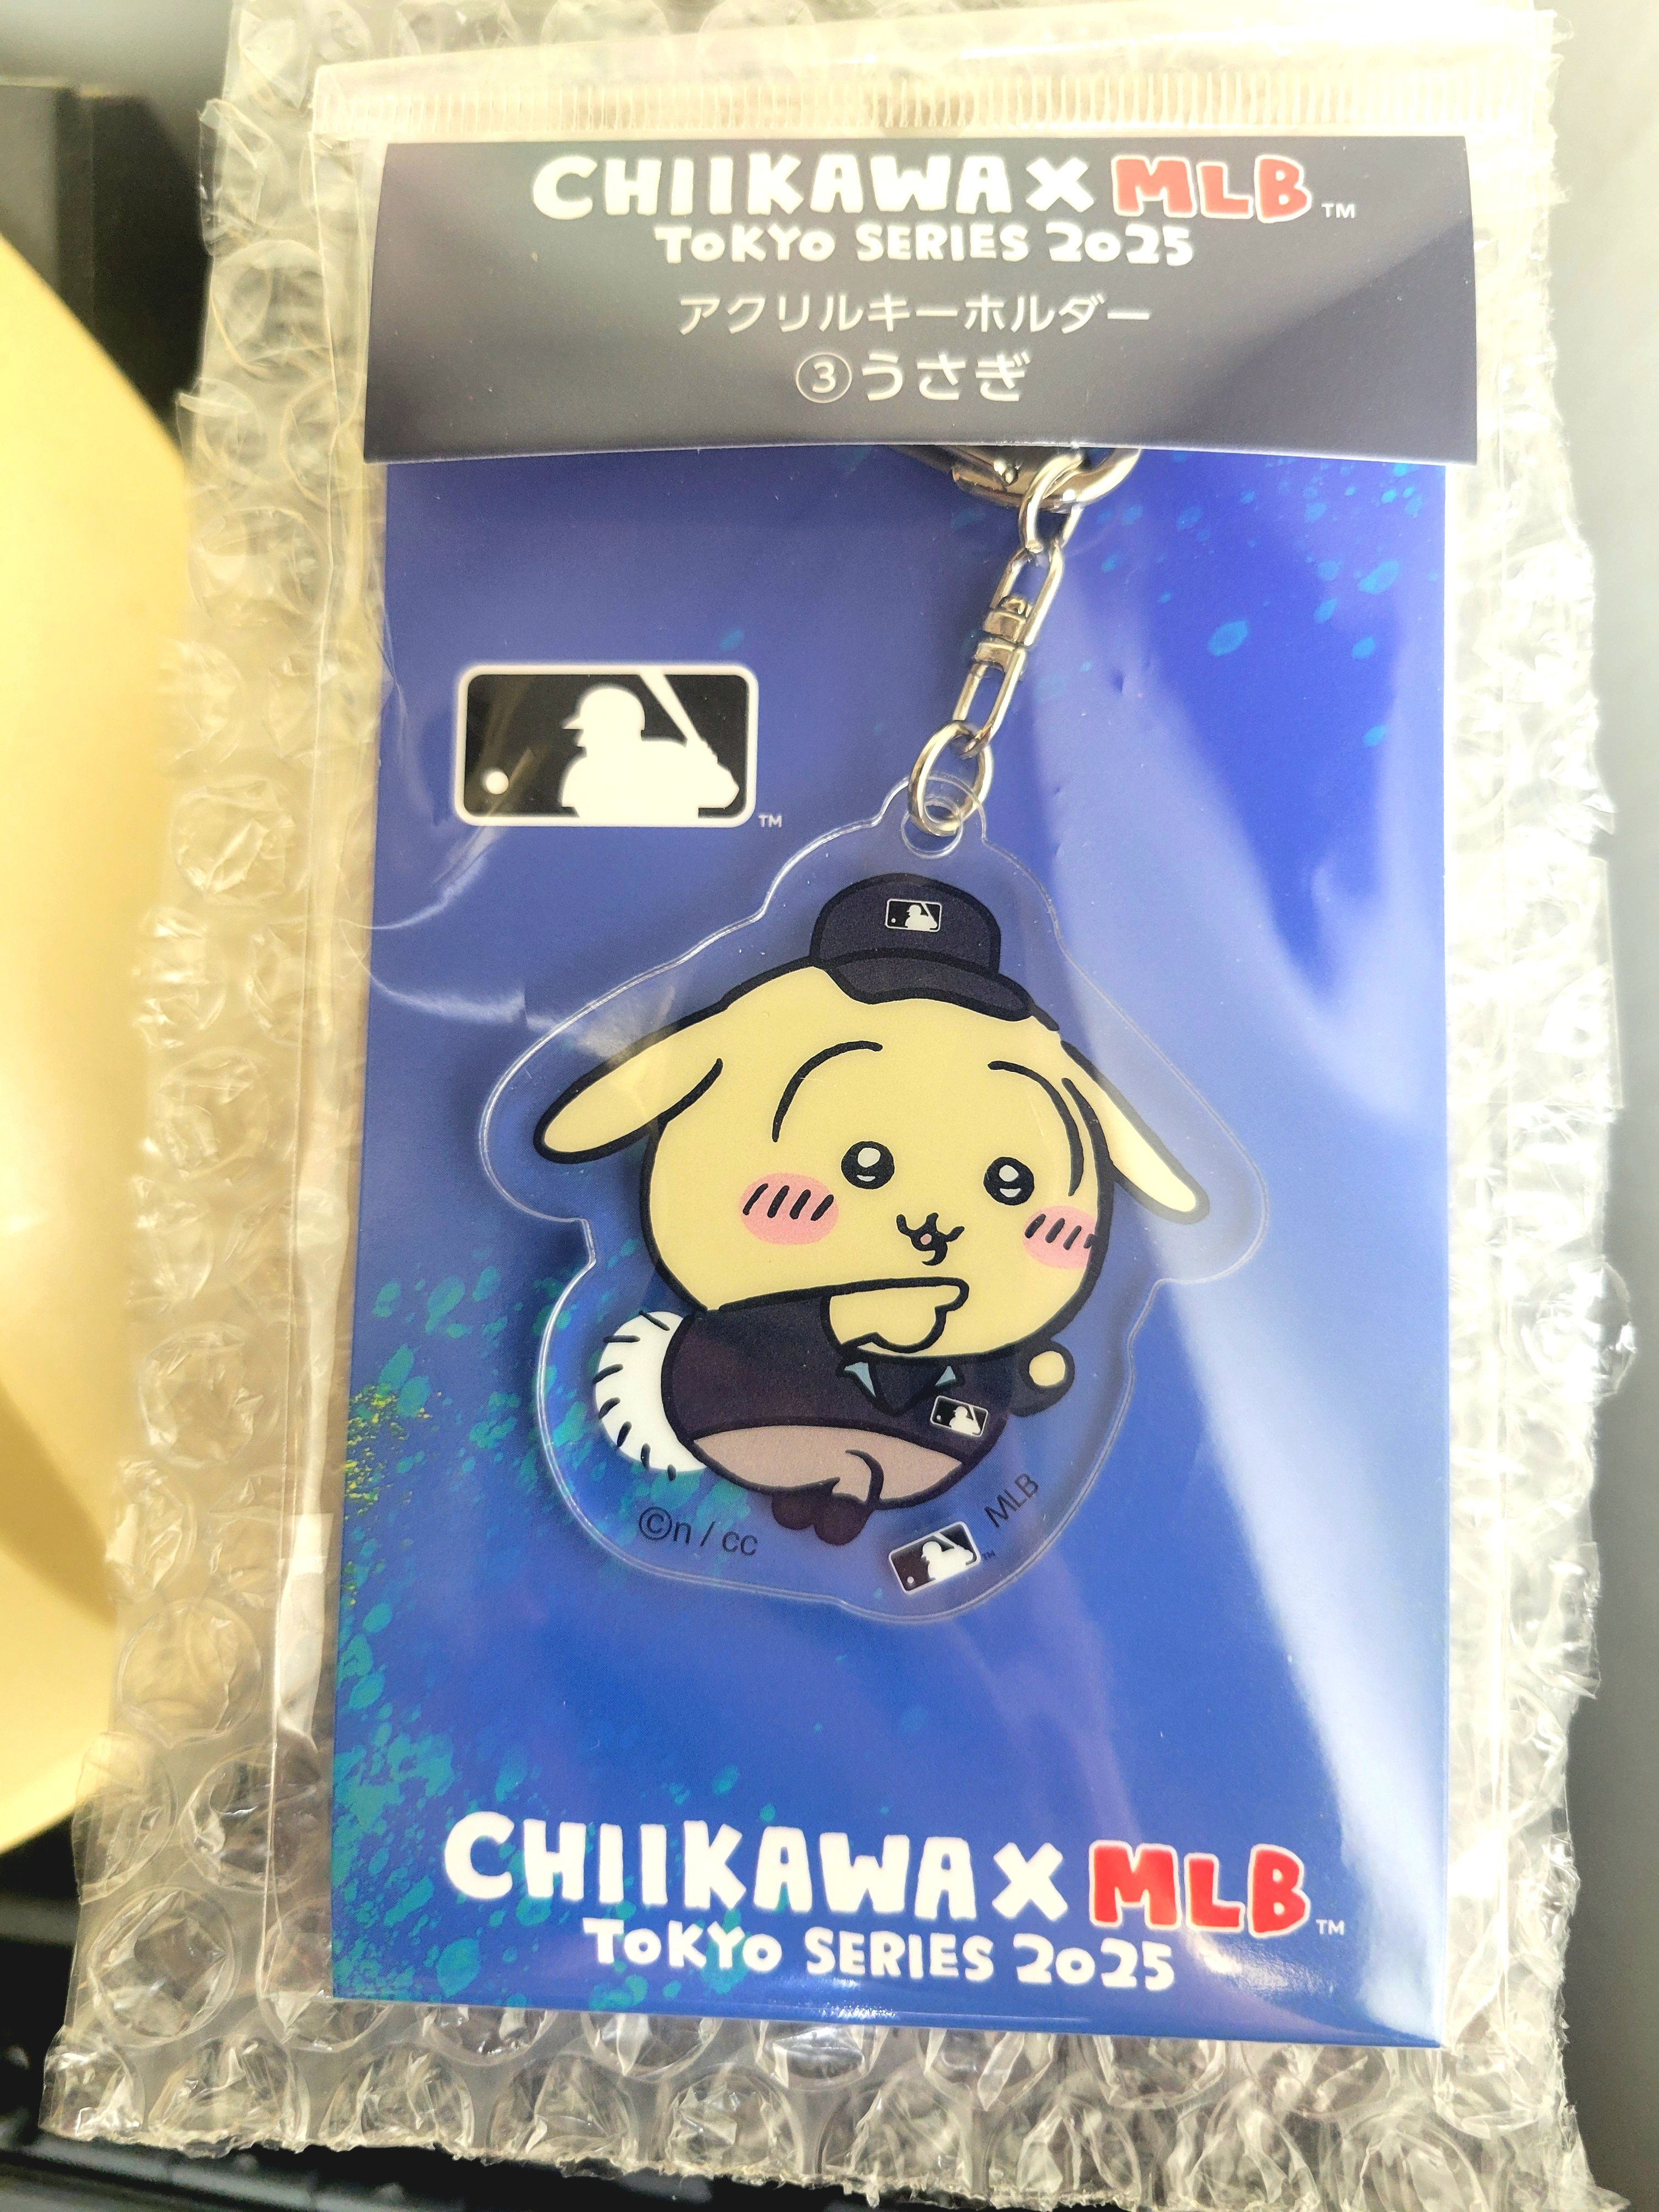 CHIIKAWA × MLB™
TOKYO SERIES 2025
アクリルキーホルダー
③うさぎ
™
©n / cc
MLB
™
CHIIKAWA × MLB™
TOKYO SERIES 2025